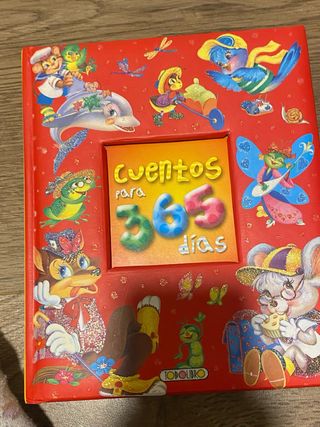 Cuentos
para
365
días
TODOLIBRO